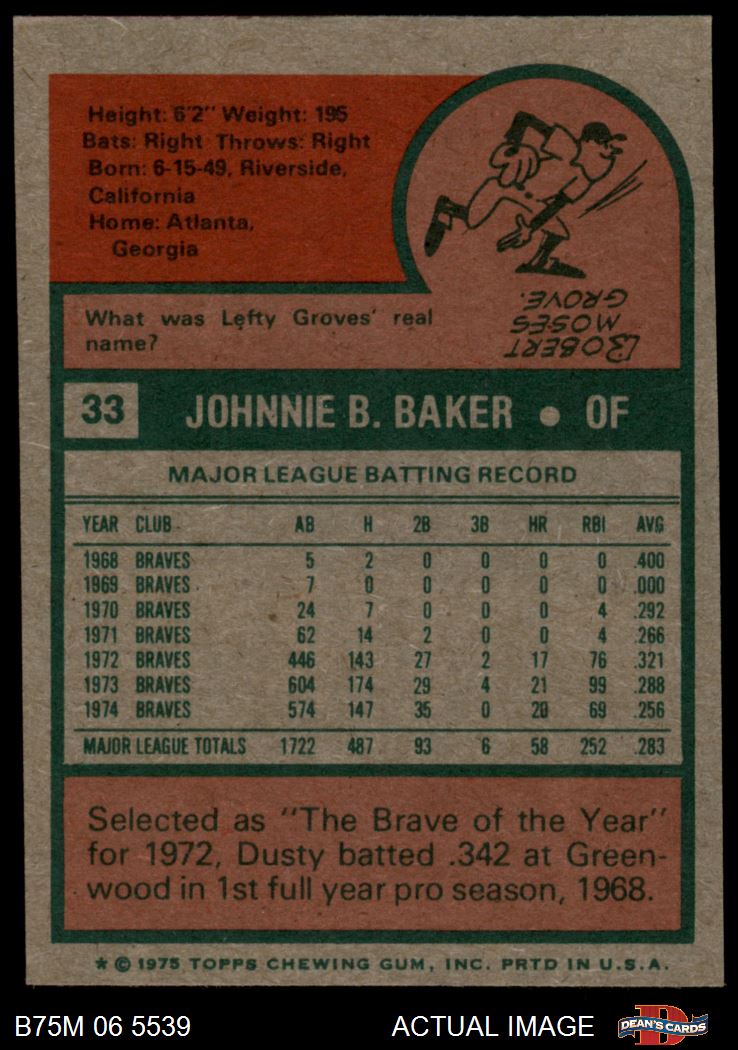 Height: 6'2" Weight: 195
Bats: Right Throws: Right
Born: 6-15-49, Riverside,
California
Home: Atlanta,
Georgia
What was Lefty Groves' real
name?
ROBERT
MOSES
GROVE.
33 JOHNNIE B. BAKER • OF
MAJOR LEAGUE BATTING RECORD
YEAR CLUB AB H 2B 3B HR RBI AVG
1968 BRAVES 5 2 0 0 0 0 .400
1969 BRAVES 7 0 0 0 0 0 .000
1970 BRAVES 24 7 0 0 0 4 .292
1971 BRAVES 62 14 2 0 0 4 .266
1972 BRAVES 446 143 27 2 17 76 .321
1973 BRAVES 604 174 29 4 21 99 .288
1974 BRAVES 574 147 35 0 20 69 .256
MAJOR LEAGUE TOTALS 1722 487 93 6 58 252 .283
Selected as "The Brave of the Year"
for 1972, Dusty batted .342 at Green-
wood in 1st full year pro season, 1968.
* © 1975 TOPPS CHEWING GUM, INC. PRTD IN U.S.A.
B75M 06 5539 ACTUAL IMAGE D DEAN'S CARDS